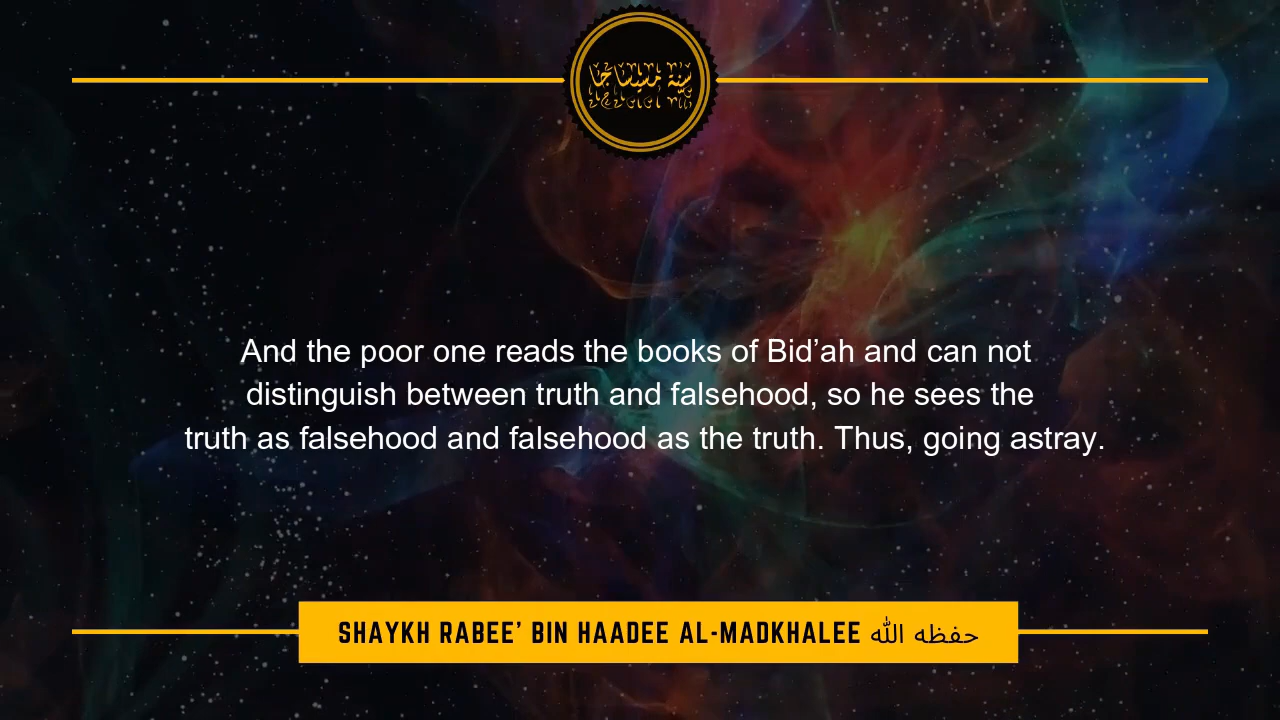 And the poor one reads the books of Bid’ah and can not
distinguish between truth and falsehood, so he sees the
truth as falsehood and falsehood as the truth. Thus, going astray.
SHAYKH RABEE’ BIN HAADEE AL-MADKHALEE حفظه الله